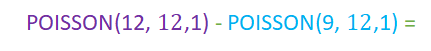 POISSON(12, 12,1) - POISSON(9, 12,1) =